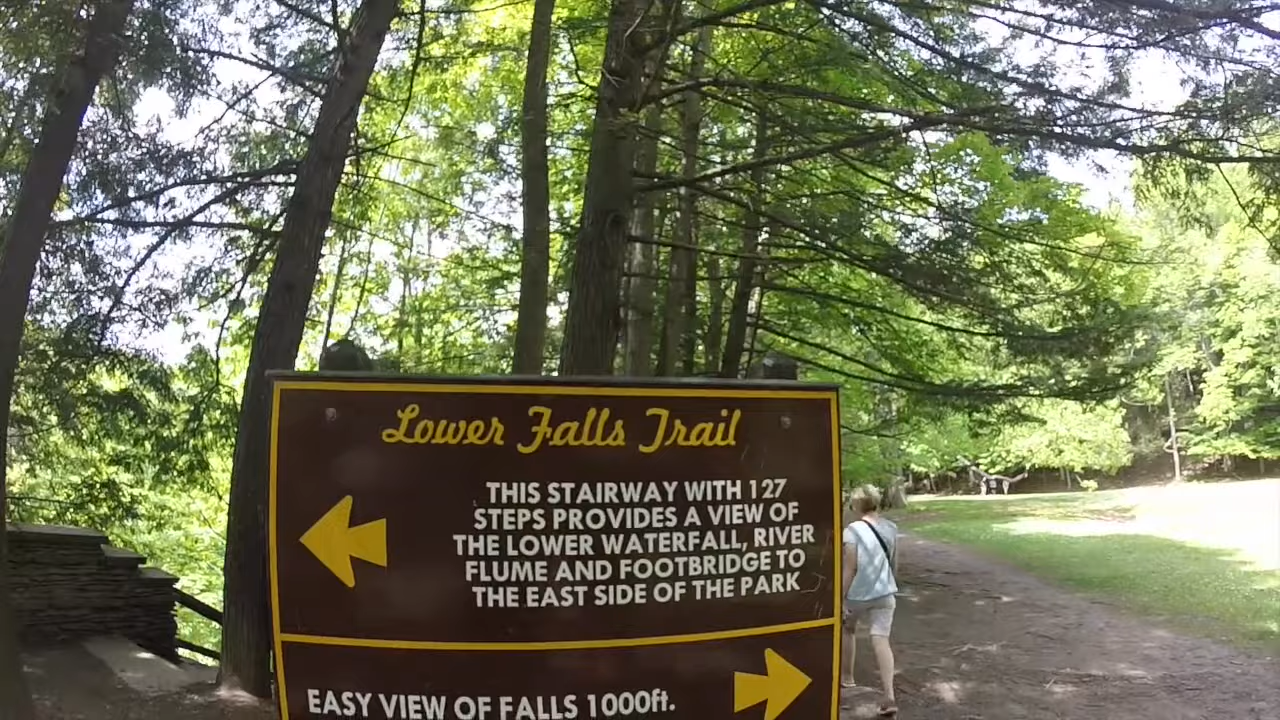 Lower Falls Trail
THIS STAIRWAY WITH 127
STEPS PROVIDES A VIEW OF
THE LOWER WATERFALL, RIVER
FLUME AND FOOTBRIDGE TO
THE EAST SIDE OF THE PARK
EASY VIEW OF FALLS 1000ft.